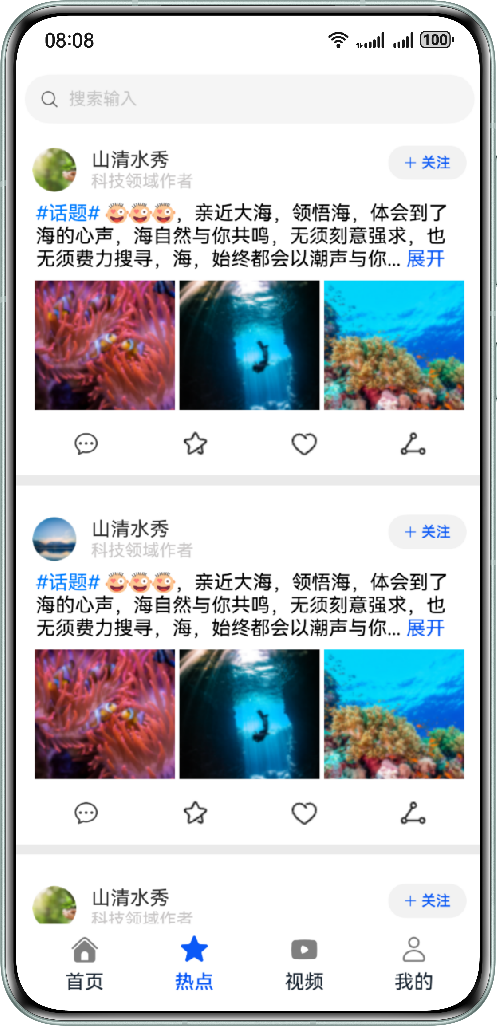 08:08 100
搜索输入
山清水秀 + 关注
科技领域作者
#话题# ，亲近大海，领悟海，体会到了
海的心声，海自然与你共鸣，无须刻意强求，也
无须费力搜寻，海，始终都会以潮声与你... 展开
山清水秀 + 关注
科技领域作者
#话题# ，亲近大海，领悟海，体会到了
海的心声，海自然与你共鸣，无须刻意强求，也
无须费力搜寻，海，始终都会以潮声与你... 展开
山清水秀 + 关注
科技领域作者
首页 热点 视频 我的